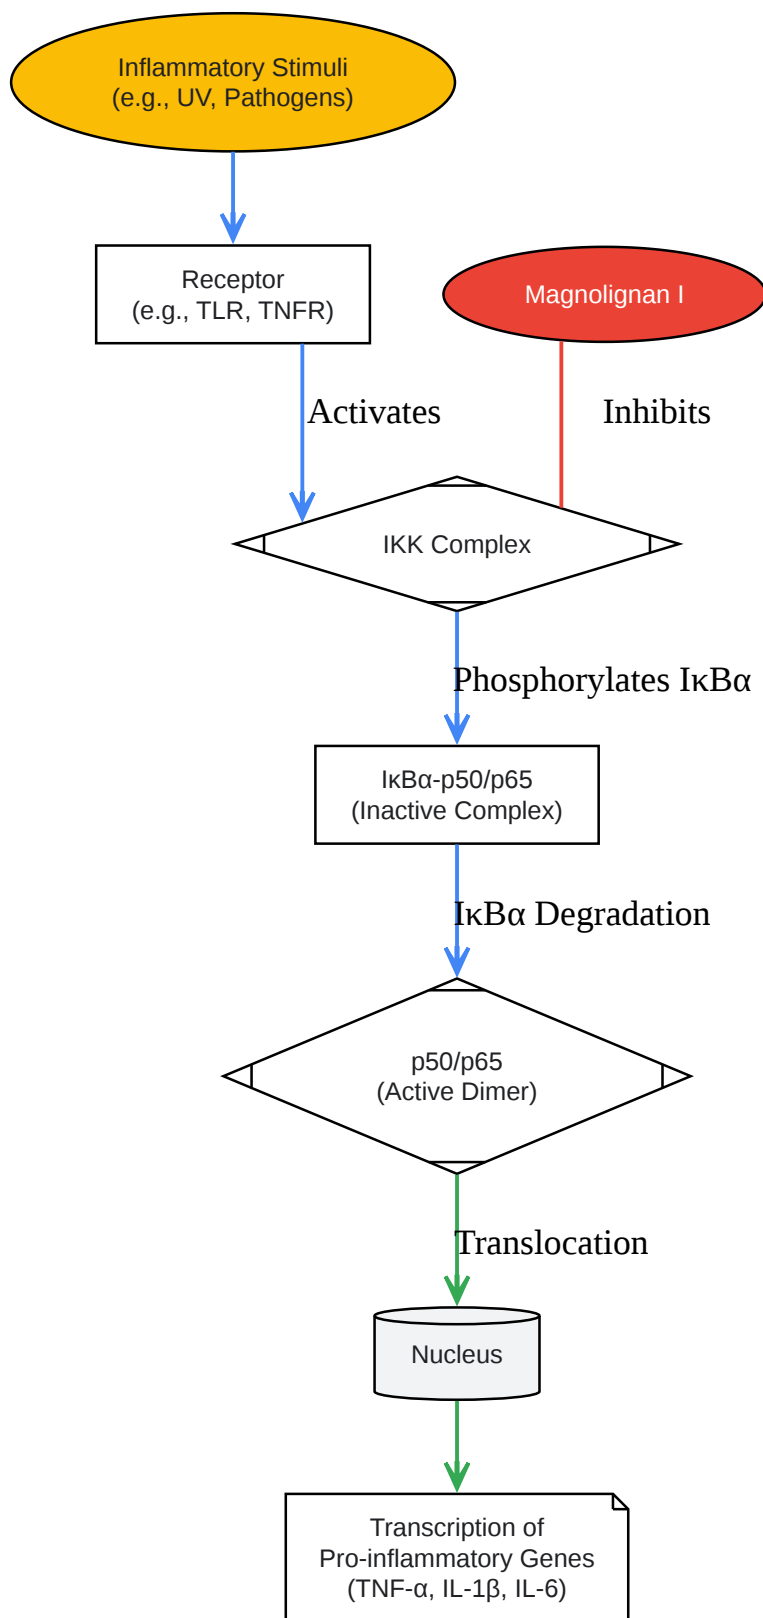 Inflammatory Stimuli
(e.g., UV, Pathogens)
Receptor
(e.g., TLR, TNFR)
Magnolignan I
Activates
Inhibits
IKK Complex
Phosphorylates IκBα
IκBα-p50/p65
(Inactive Complex)
IκBα Degradation
p50/p65
(Active Dimer)
Translocation
Nucleus
Transcription of
Pro-inflammatory Genes
(TNF-α, IL-1β, IL-6)